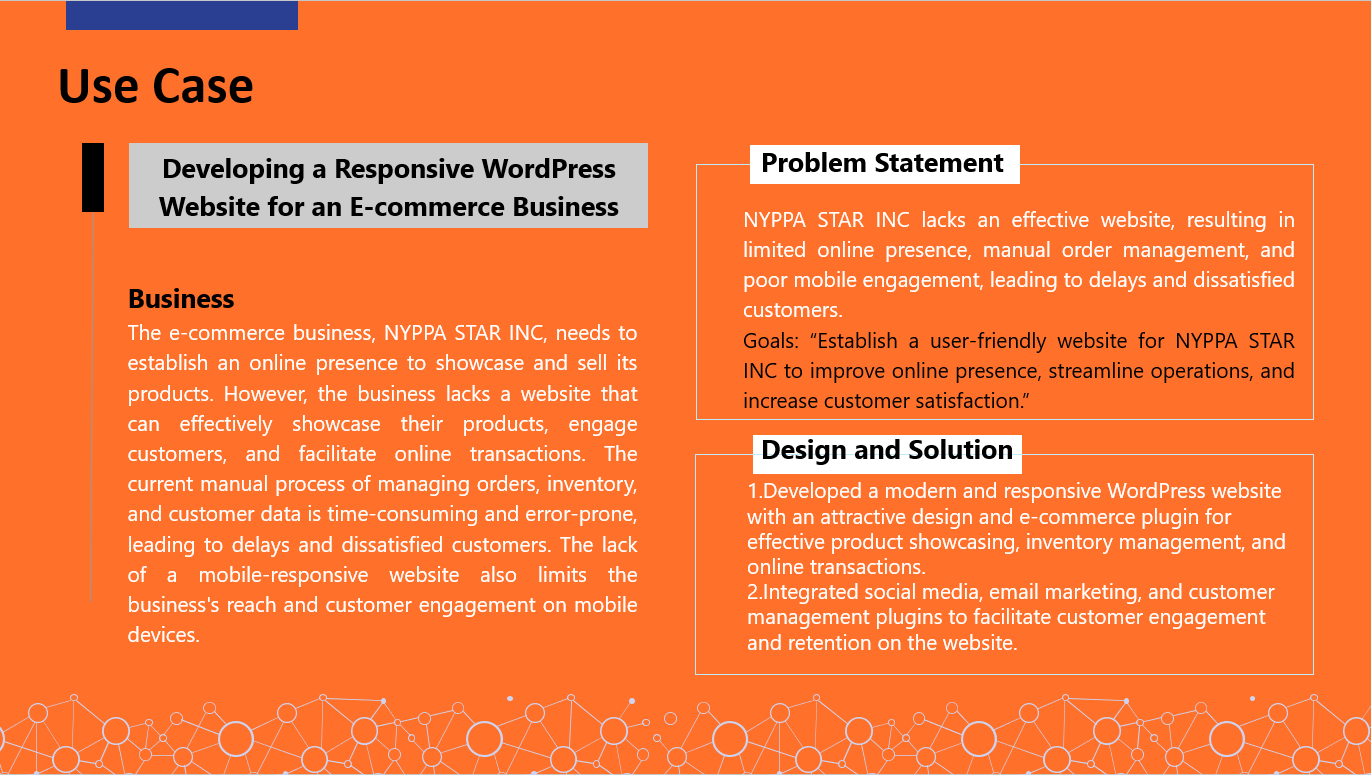 Use Case
Developing a Responsive WordPress
Website for an E-commerce Business
Business
The e-commerce business, NYPPA STAR INC, needs to
establish an online presence to showcase and sell its
products. However, the business lacks a website that
can effectively showcase their products, engage
customers, and facilitate online transactions. The
current manual process of managing orders, inventory,
and customer data is time-consuming and error-prone,
leading to delays and dissatisfied customers. The lack
of a mobile-responsive website also limits the
business's reach and customer engagement on mobile
devices.
Problem Statement
NYPPA STAR INC lacks an effective website, resulting in
limited online presence, manual order management, and
poor mobile engagement, leading to delays and dissatisfied
customers.
Goals: “Establish a user-friendly website for NYPPA STAR
INC to improve online presence, streamline operations, and
increase customer satisfaction.”
Design and Solution
1.Developed a modern and responsive WordPress website
with an attractive design and e-commerce plugin for
effective product showcasing, inventory management, and
online transactions.
2.Integrated social media, email marketing, and customer
management plugins to facilitate customer engagement
and retention on the website.